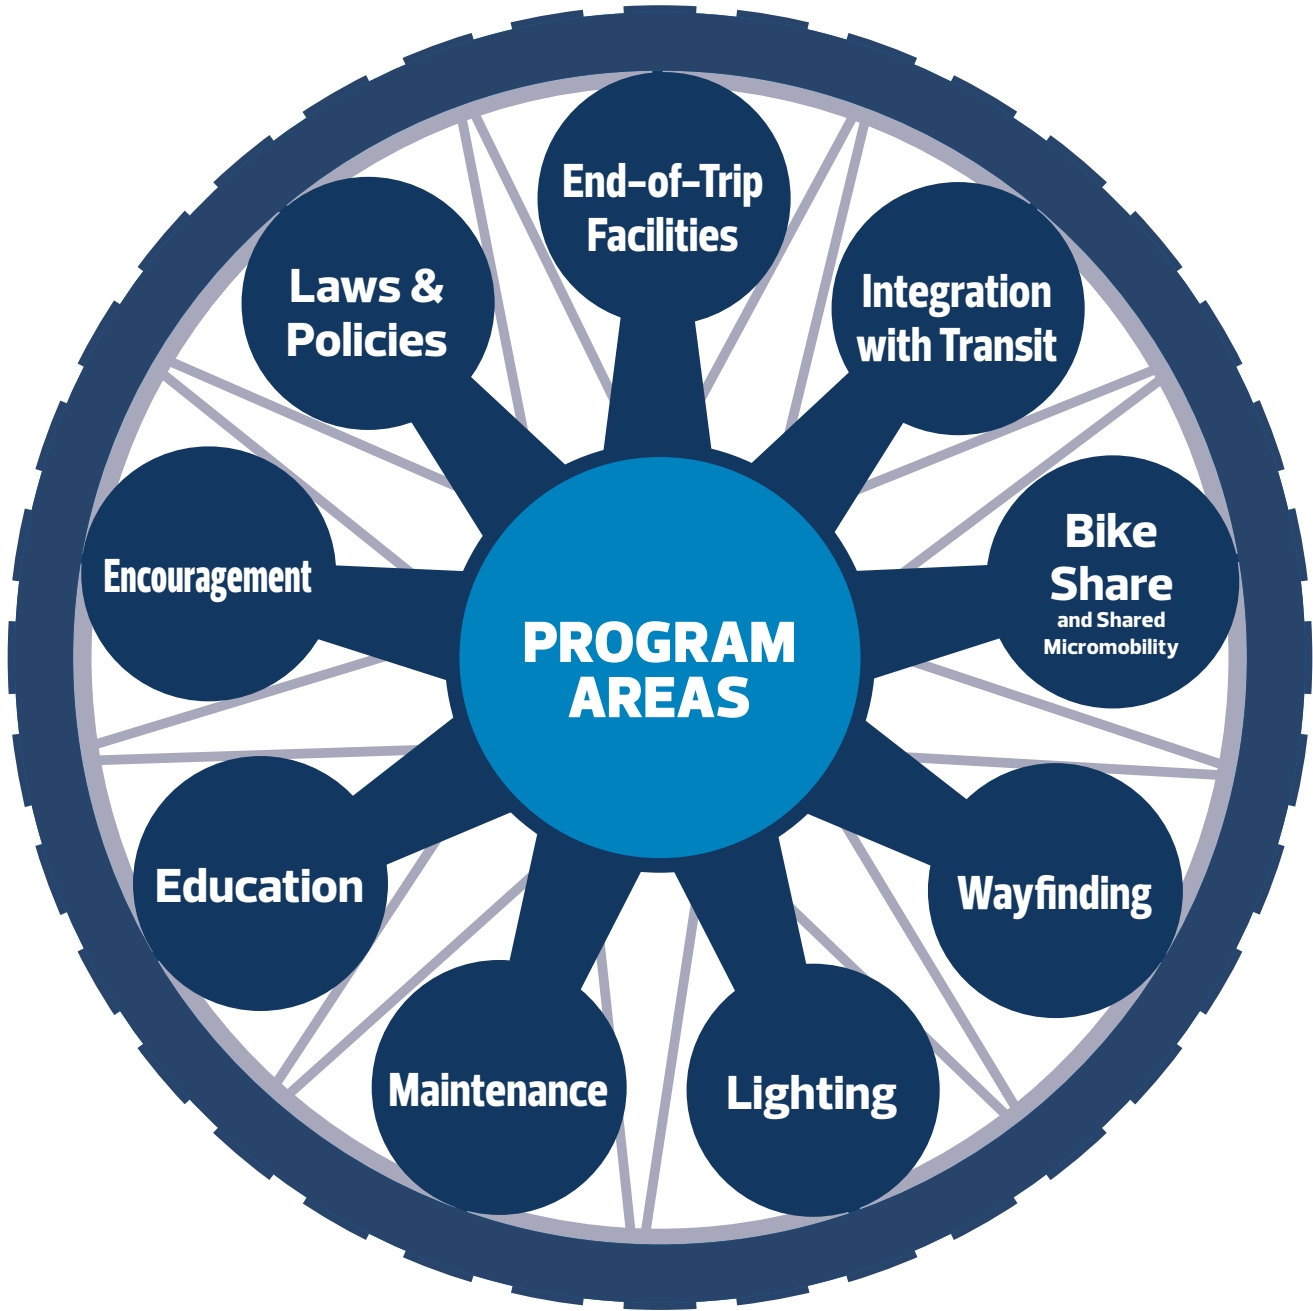 End-of-Trip
Facilities
Integration
with Transit
Bike
Share
and Shared
Micromobility
Wayfinding
Lighting
Maintenance
Education
Encouragement
Laws &
Policies
PROGRAM
AREAS